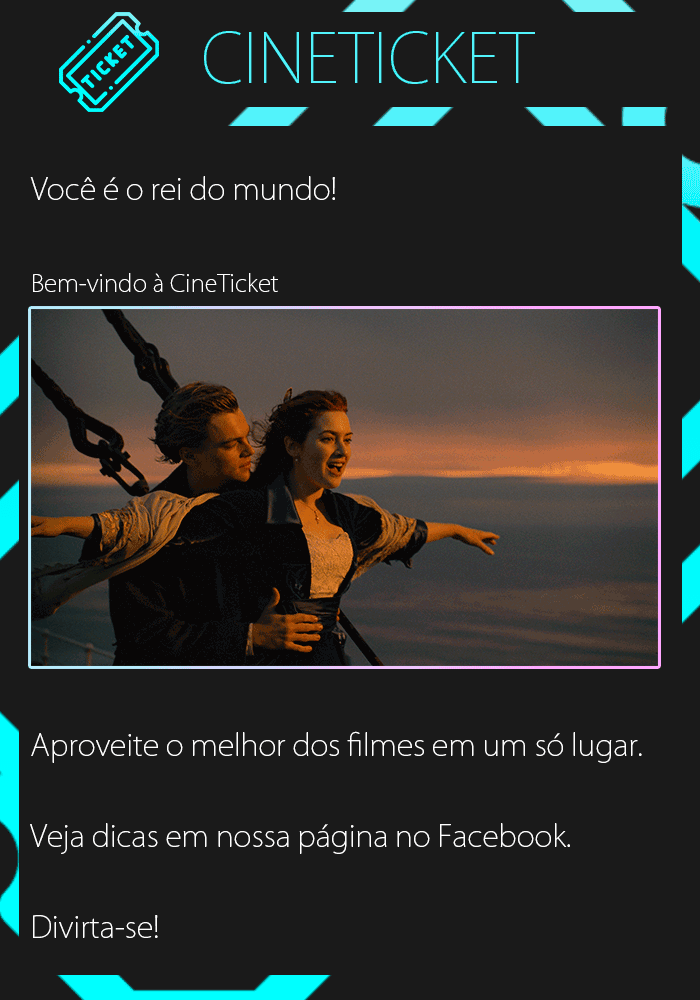 TICKET
CINETICKET
Você é o rei do mundo!
Bem-vindo à CineTicket
Aproveite o melhor dos filmes em um só lugar.
Veja dicas em nossa página no Facebook.
Divirta-se!